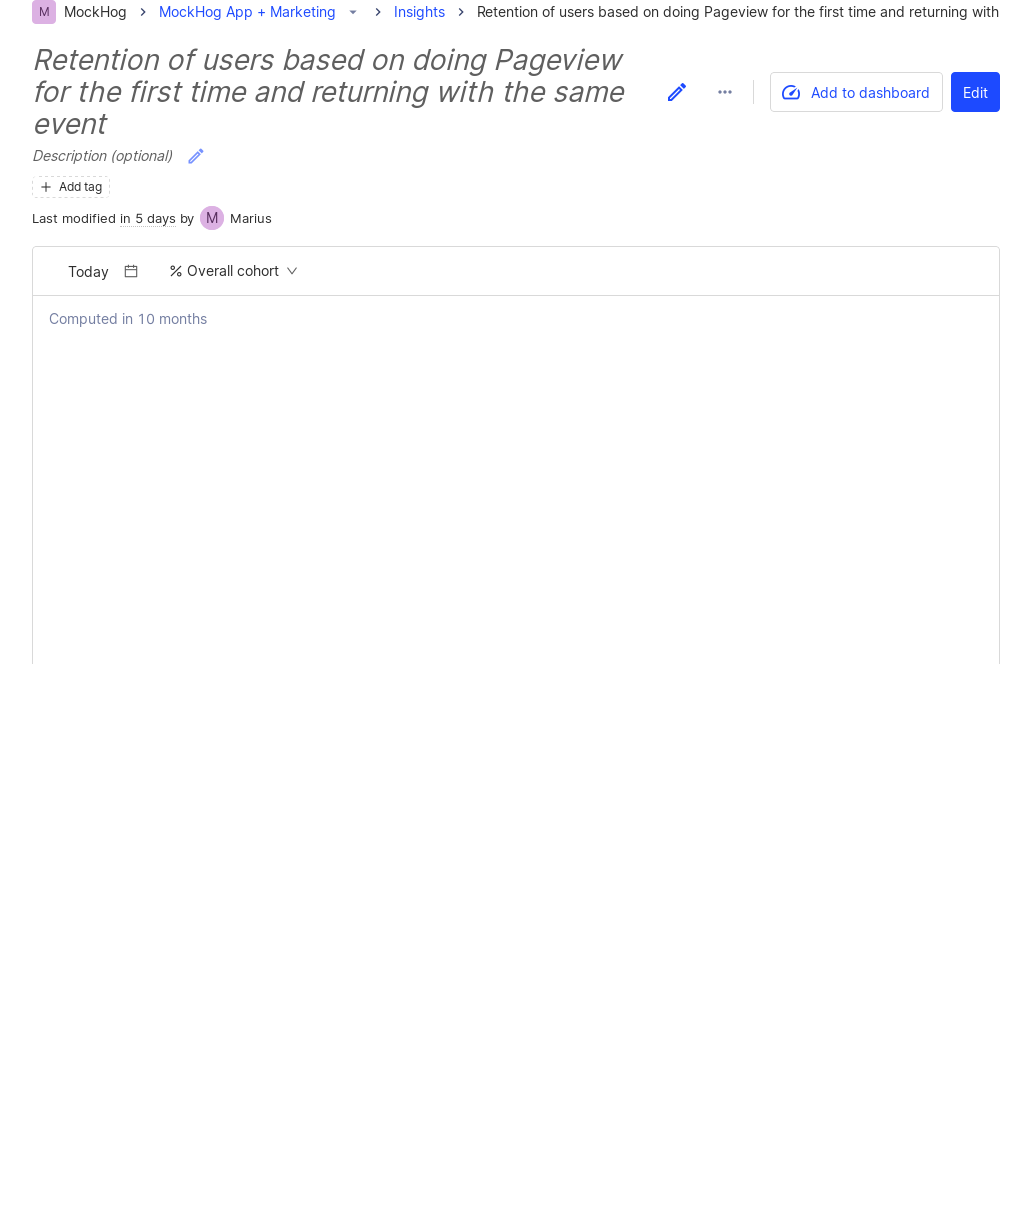 M MockHog MockHog App + Marketing Insights Retention of users based on doing Pageview for the first time and returning with
Retention of users based on doing Pageview
for the first time and returning with the same
event
Add to dashboard Edit
Description (optional)
Add tag
Last modified in 5 days by M Marius
Today % Overall cohort
Computed in 10 months